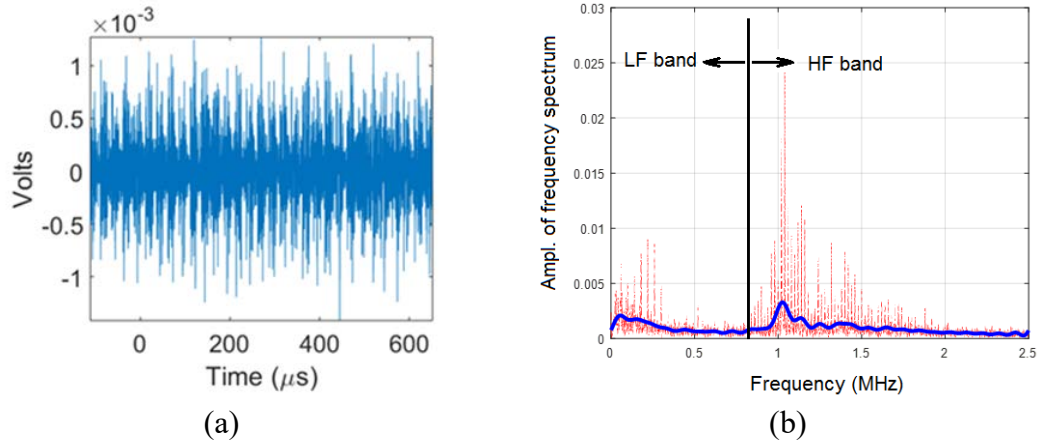 ×10⁻³
1
0.5
0
-0.5
-1
Volts
0
200
400
600
Time (μs)
(a)
0.03
0.025
0.02
0.015
0.01
0.005
0
Ampl. of frequency spectrum
LF band
HF band
0
0.5
1
1.5
2
2.5
Frequency (MHz)
(b)